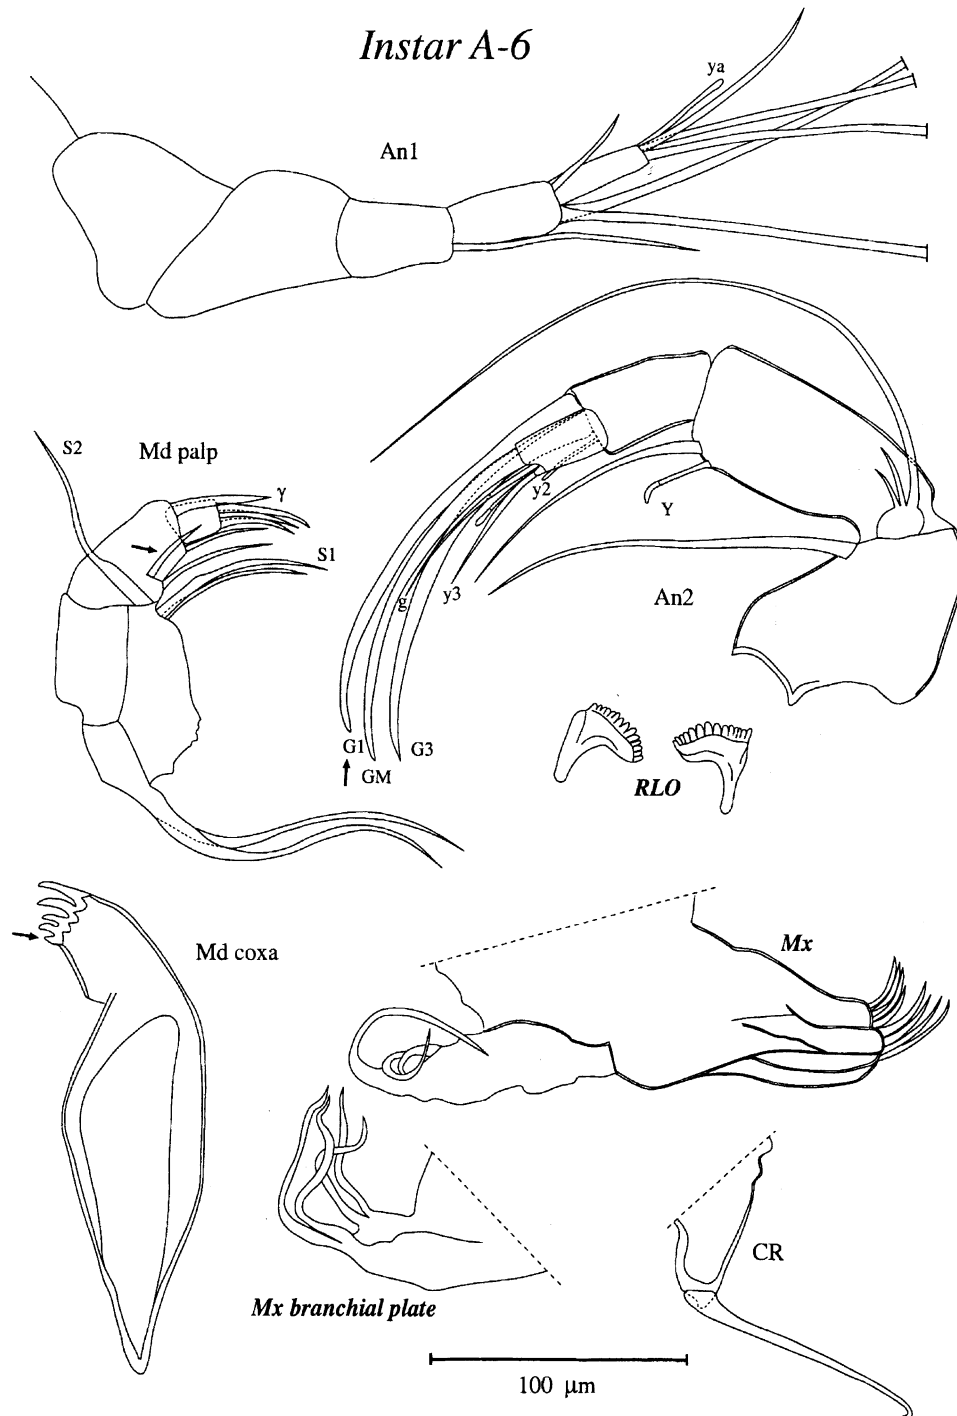 Instar A-6
ya
An1
S2
Md palp
γ
y2
Y
S1
g
y3
An2
G1
G3
GM
RLO
Md coxa
Mx
CR
Mx branchial plate
100 μm